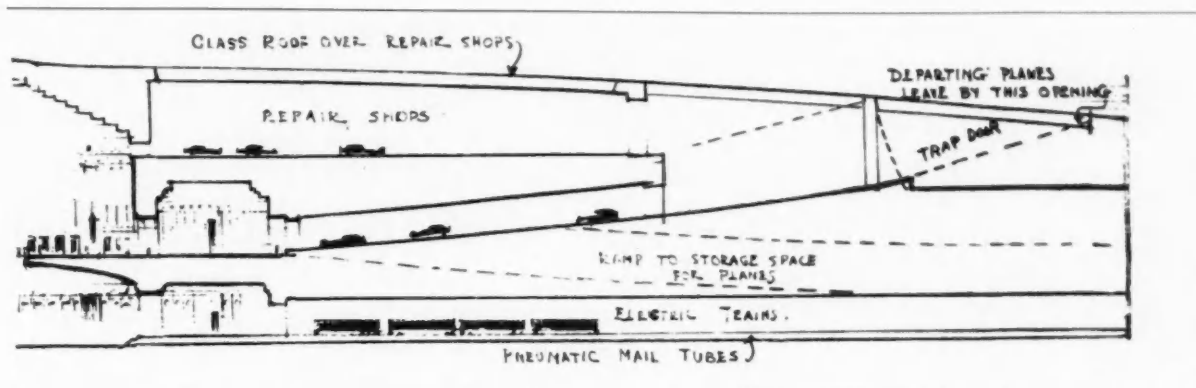 GLASS ROOF OVER REPAIR SHOPS
DEPARTING PLANES
LEAVE BY THIS OPENING
REPAIR SHOPS
TRAP DOOR
RAMP TO STORAGE SPACE
FOR PLANES
ELECTRIC TRAINS.
PNEUMATIC MAIL TUBES